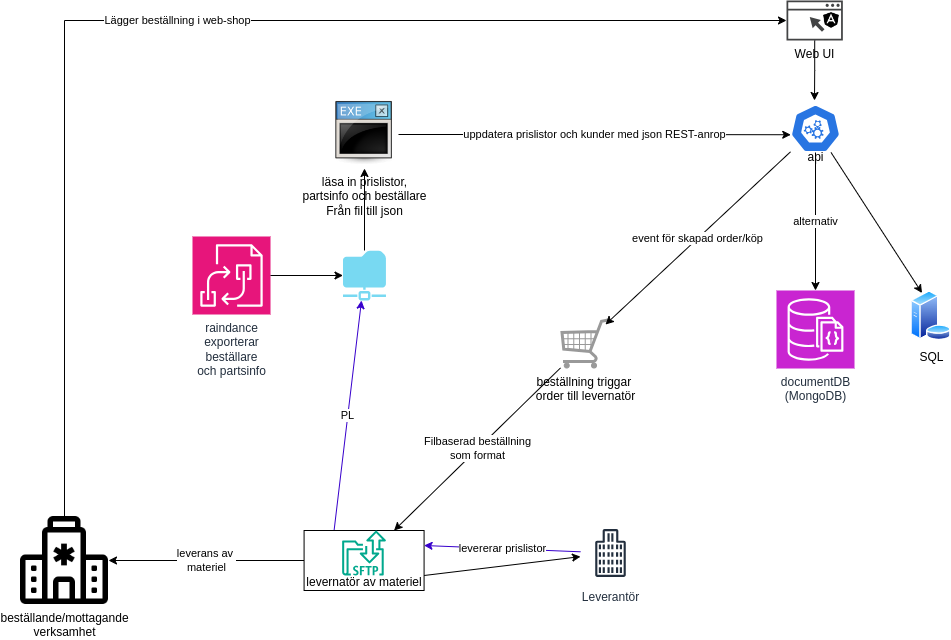 Lägger beställning i web-shop
Web UI
EXE
uppdatera prislistor och kunder med json REST-anrop
api
läsa in prislistor,
partsinfo och beställare
Från fil till json
alternativ
event för skapad order/köp
raindance
exporterar
beställare
och partsinfo
SQL
beställning triggar
order till levernatör
documentDB
(MongoDB)
PL
Filbaserad beställning
som format
leverans av
materiel
SFTP
levernatör av materiel
levererar prislistor
Leverantör
beställande/mottagande
verksamhet